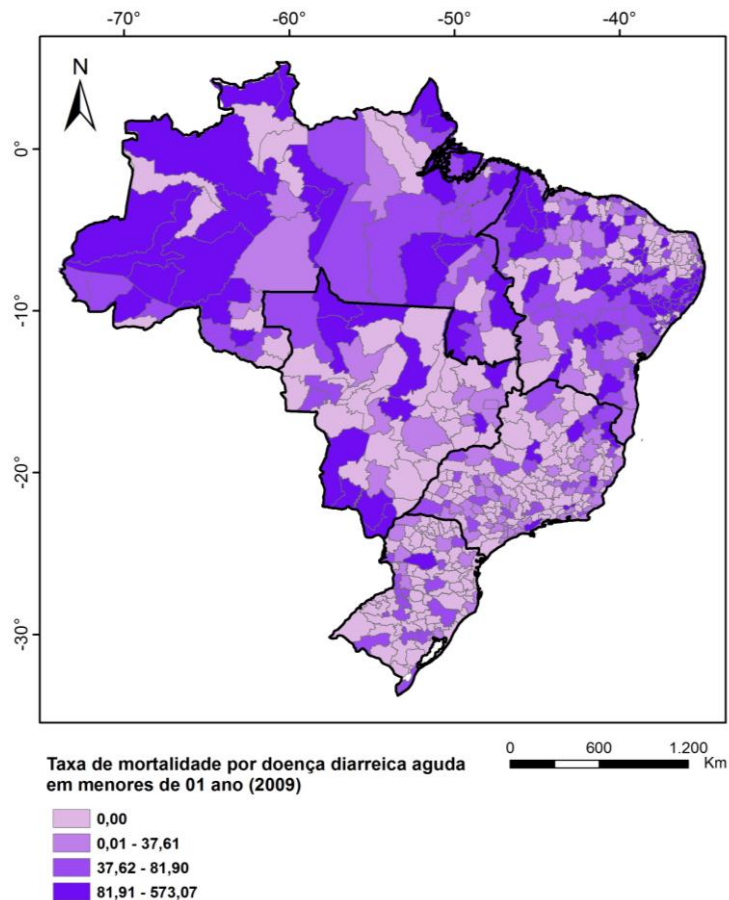 -70° -60° -50° -40°
N
0°
-10°
-20°
-30°
0 600 1.200
Km
Taxa de mortalidade por doença diarreica aguda
em menores de 01 ano (2009)
0,00
0,01 - 37,61
37,62 - 81,90
81,91 - 573,07